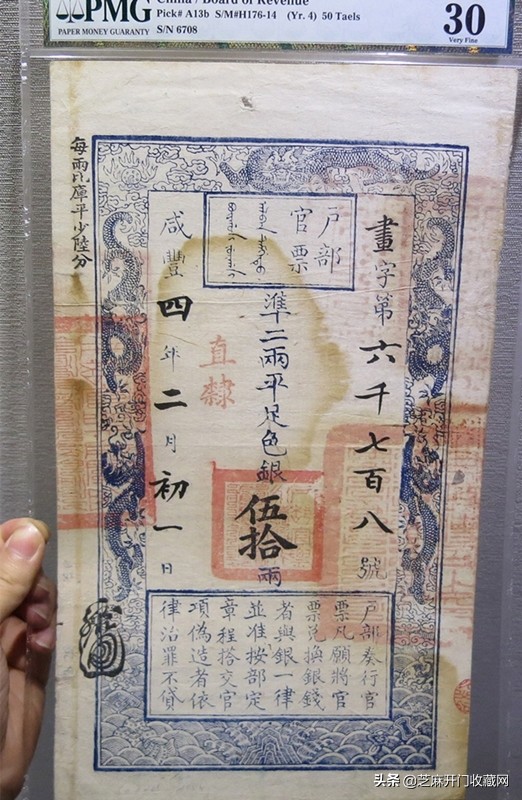 PMG
PAPER MONEY GUARANTY
China / Board of Revenue
Pick# A13b S/M#H176-14 (Yr. 4) 50 Taels
S/N 6708
30
Very Fine
戶部
官票
畫字第六千七百八號
準二兩平足色銀伍拾兩
直隸
咸豐四年二月初一日
每兩比庫平少陸分
戶部奏行官
票凡願將官
票兌換銀錢
者與銀一律
並准按部定
章程搭交官
項偽造者依
律治罪不貸
头条 @芝麻开门收藏网